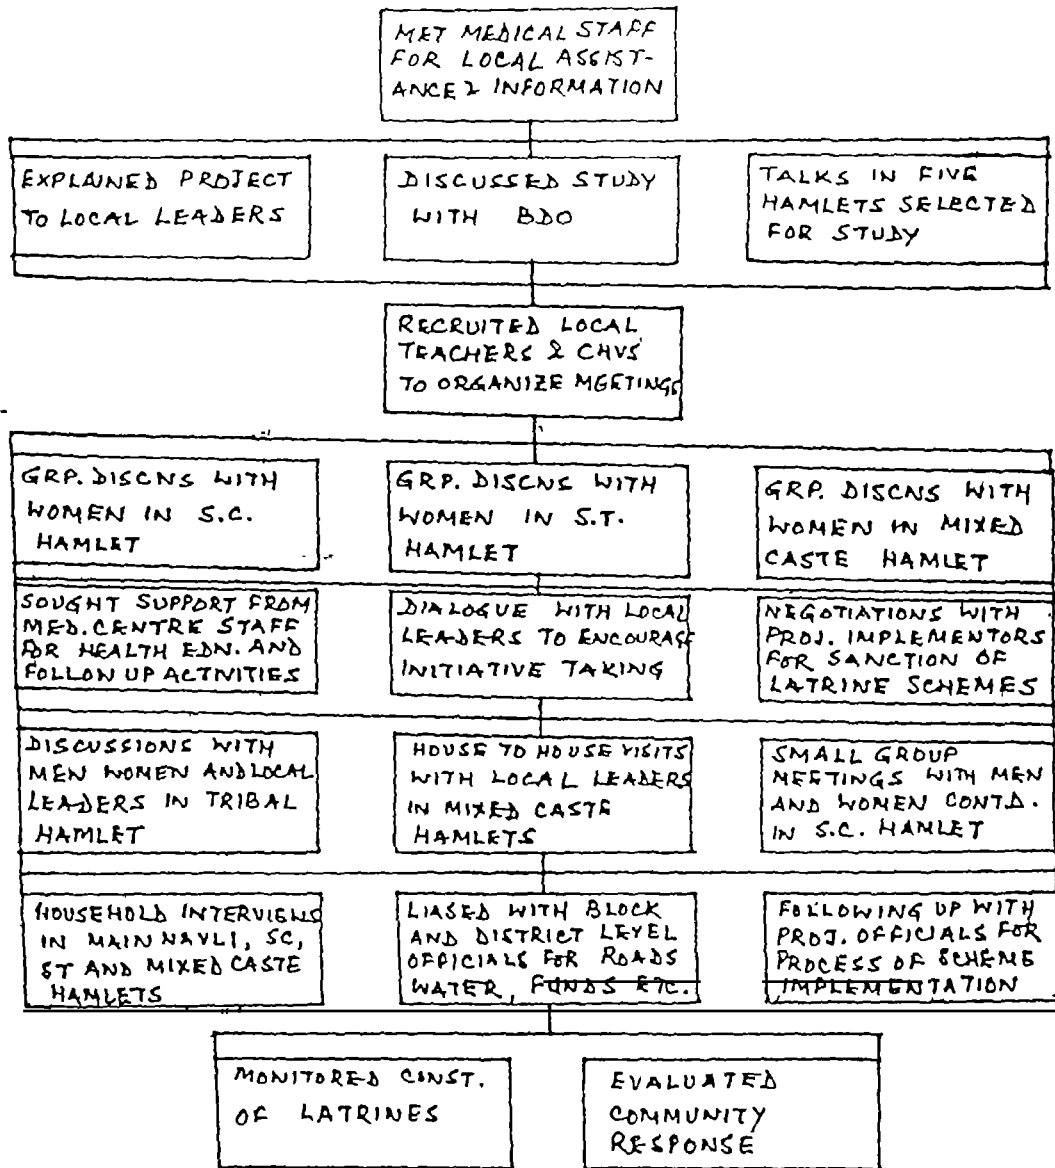 MET MEDICAL STAFF
FOR LOCAL ASSIST-
ANCE & INFORMATION
EXPLAINED PROJECT
TO LOCAL LEADERS
DISCUSSED STUDY
WITH BDO
TALKS IN FIVE
HAMLETS SELECTED
FOR STUDY
RECRUITED LOCAL
TEACHERS & CHVS
TO ORGANIZE MEETINGS
GRP. DISCNS WITH
WOMEN IN S.C.
HAMLET
GRP. DISCNS WITH
WOMEN IN S.T.
HAMLET
GRP. DISCNS WITH
WOMEN IN MIXED
CASTE HAMLET
SOUGHT SUPPORT FROM
MED. CENTRE STAFF
FOR HEALTH EDN. AND
FOLLOW UP ACTIVITIES
DIALOGUE WITH LOCAL
LEADERS TO ENCOURAGE
INITIATIVE TAKING
NEGOTIATIONS WITH
PROJ. IMPLEMENTORS
FOR SANCTION OF
LATRINE SCHEMES
DISCUSSIONS WITH
MEN WOMEN AND LOCAL
LEADERS IN TRIBAL
HAMLET
HOUSE TO HOUSE VISITS
WITH LOCAL LEADERS
IN MIXED CASTE
HAMLETS
SMALL GROUP
MEETINGS WITH MEN
AND WOMEN CONTD.
IN S.C. HAMLET
HOUSEHOLD INTERVIEWS
IN MAIN NAVLI, SC,
ST AND MIXED CASTE
HAMLETS
LIASED WITH BLOCK
AND DISTRICT LEVEL
OFFICIALS FOR ROADS
WATER, FUNDS ETC.
FOLLOWING UP WITH
PROJ. OFFICIALS FOR
PROCESS OF SCHEME
IMPLEMENTATION
MONITORED CONST.
OF LATRINES
EVALUATED
COMMUNITY
RESPONSE